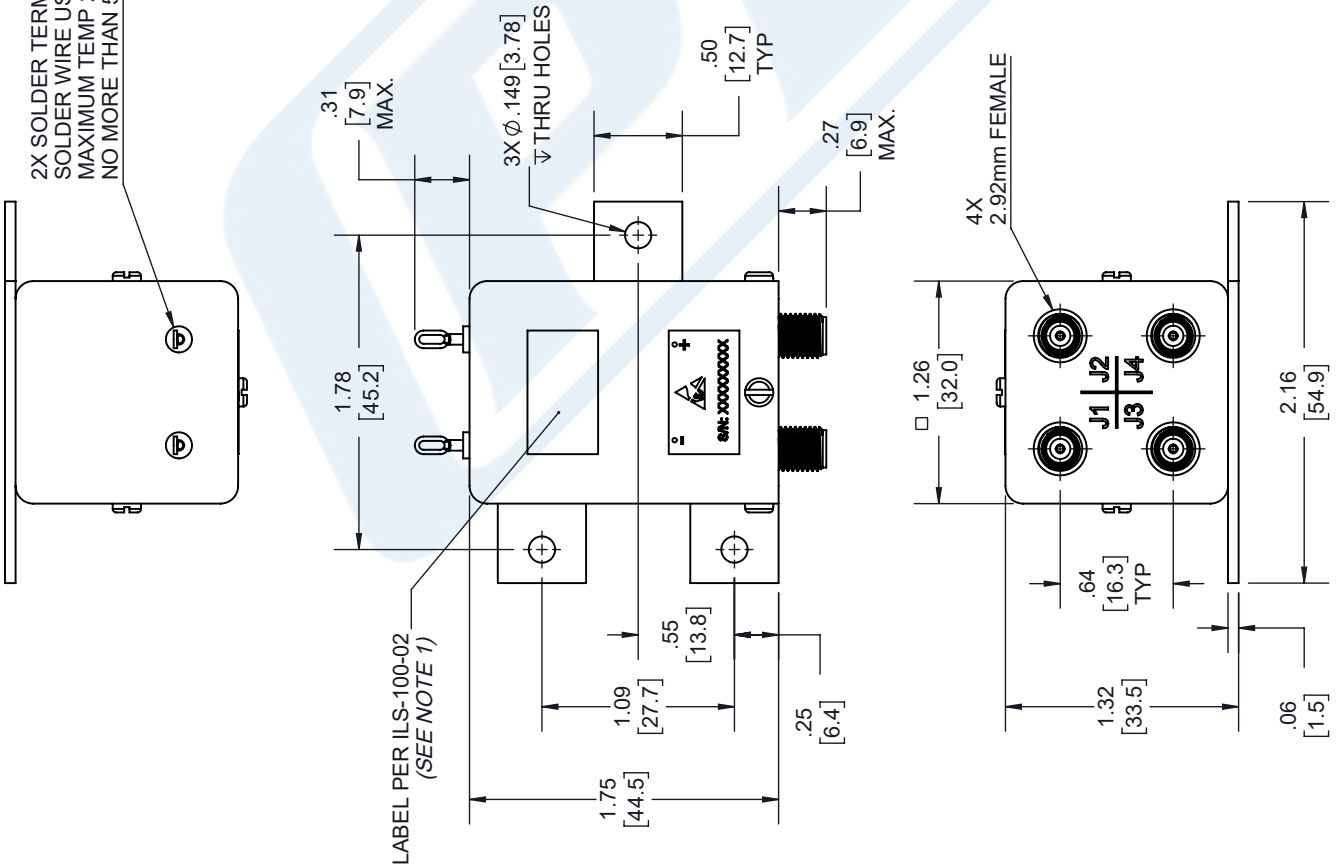 2X SOLDER TERM
SOLDER WIRE US
MAXIMUM TEMP
NO MORE THAN 5
.31
[7.9]
MAX.
1.78
[45.2]
3X Ø .149 [3.78]
THRU HOLES
.50
[12.7]
TYP
LABEL PER ILS-100-02
(SEE NOTE 1)
- +
S/N: XXXXXXXXXX
.27
[6.9]
MAX.
.55
[13.8]
1.09
[27.7]
.25
[6.4]
1.75
[44.5]
4X
2.92mm FEMALE
□ 1.26
[32.0]
J1 J2
J3 J4
.64
[16.3]
TYP
2.16
[54.9]
1.32
[33.5]
.06
[1.5]